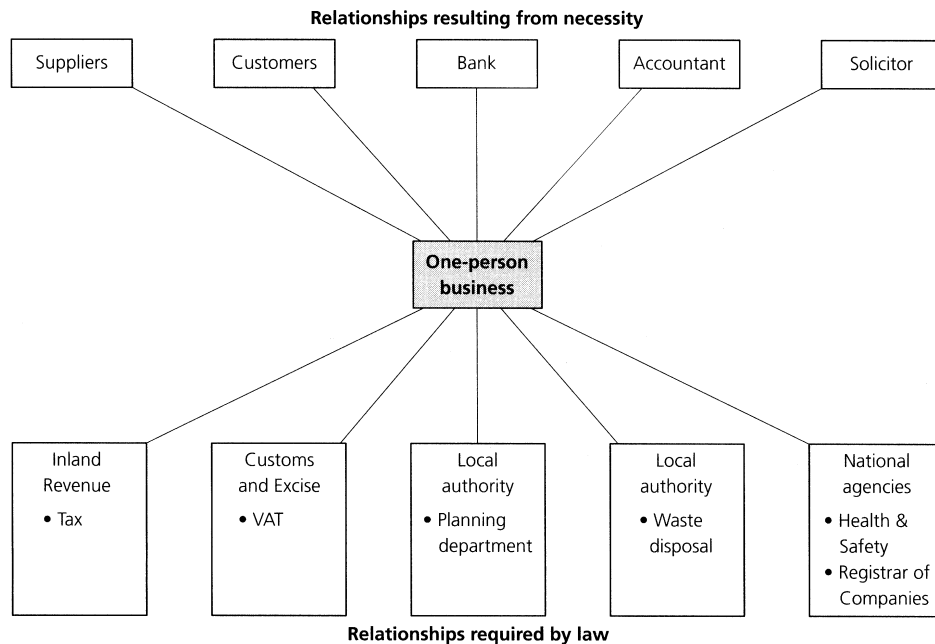 Relationships resulting from necessity
Suppliers
Customers
Bank
Accountant
Solicitor
One-person
business
Inland
Revenue
• Tax
Customs
and Excise
• VAT
Local
authority
• Planning
department
Local
authority
• Waste
disposal
National
agencies
• Health &
Safety
• Registrar of
Companies
Relationships required by law